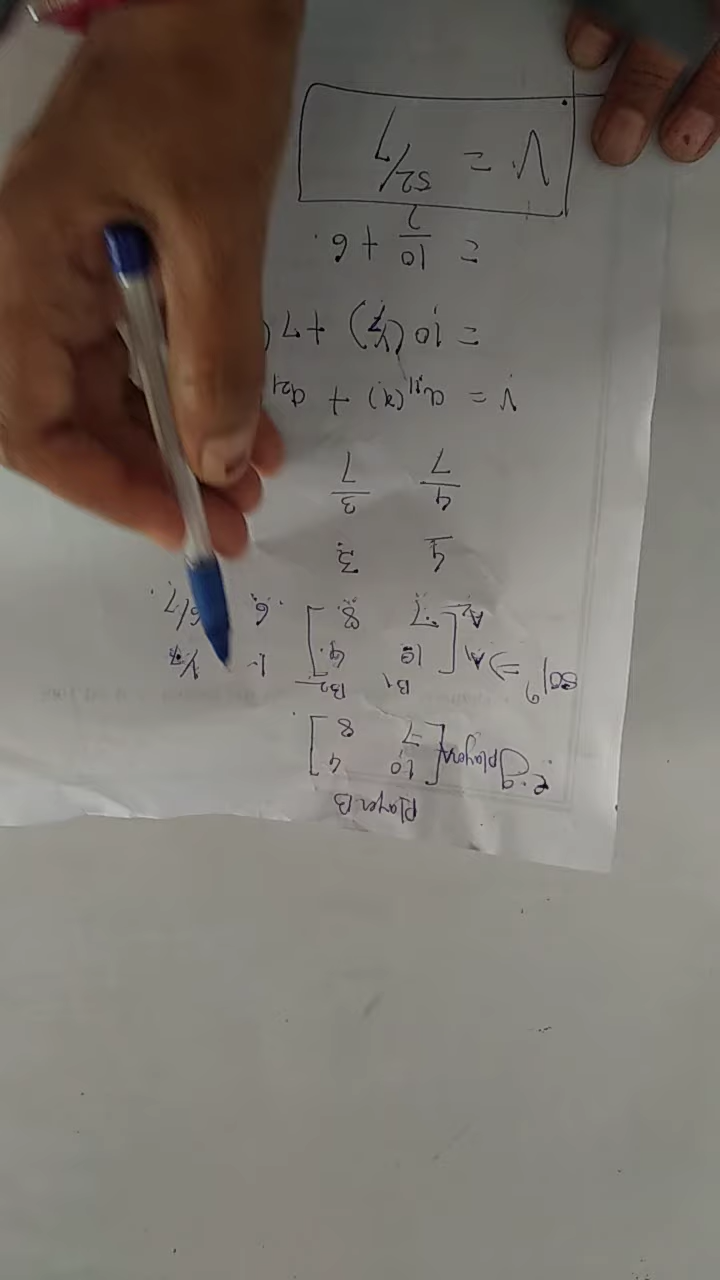 Player B
e.g Player A [ 10 4
7 8 ].
B1 B2
Sol^n ⇒ A1 [ 10 4 1 1/7
A2 7 8 ] 6 6/7
4 3
4/7 3/7
V = a11(x) + a21
= 10 (1/7) + 7 (
= 10/7 + 6.
V = 52/7